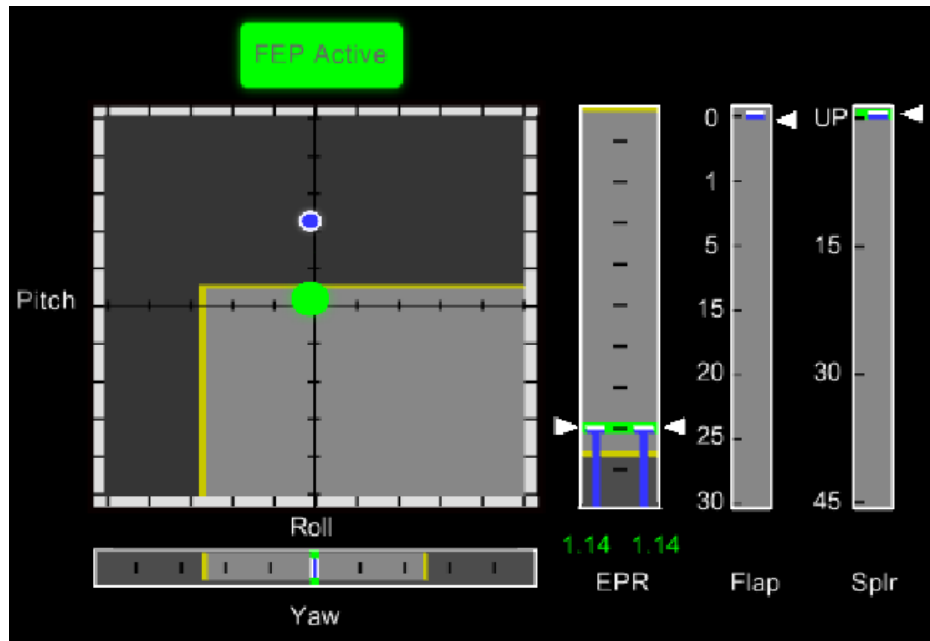 FEP Active
0
UP
1
5
15
Pitch
15
20
30
25
30
45
Roll
1.14 1.14
EPR
Flap
Splr
Yaw